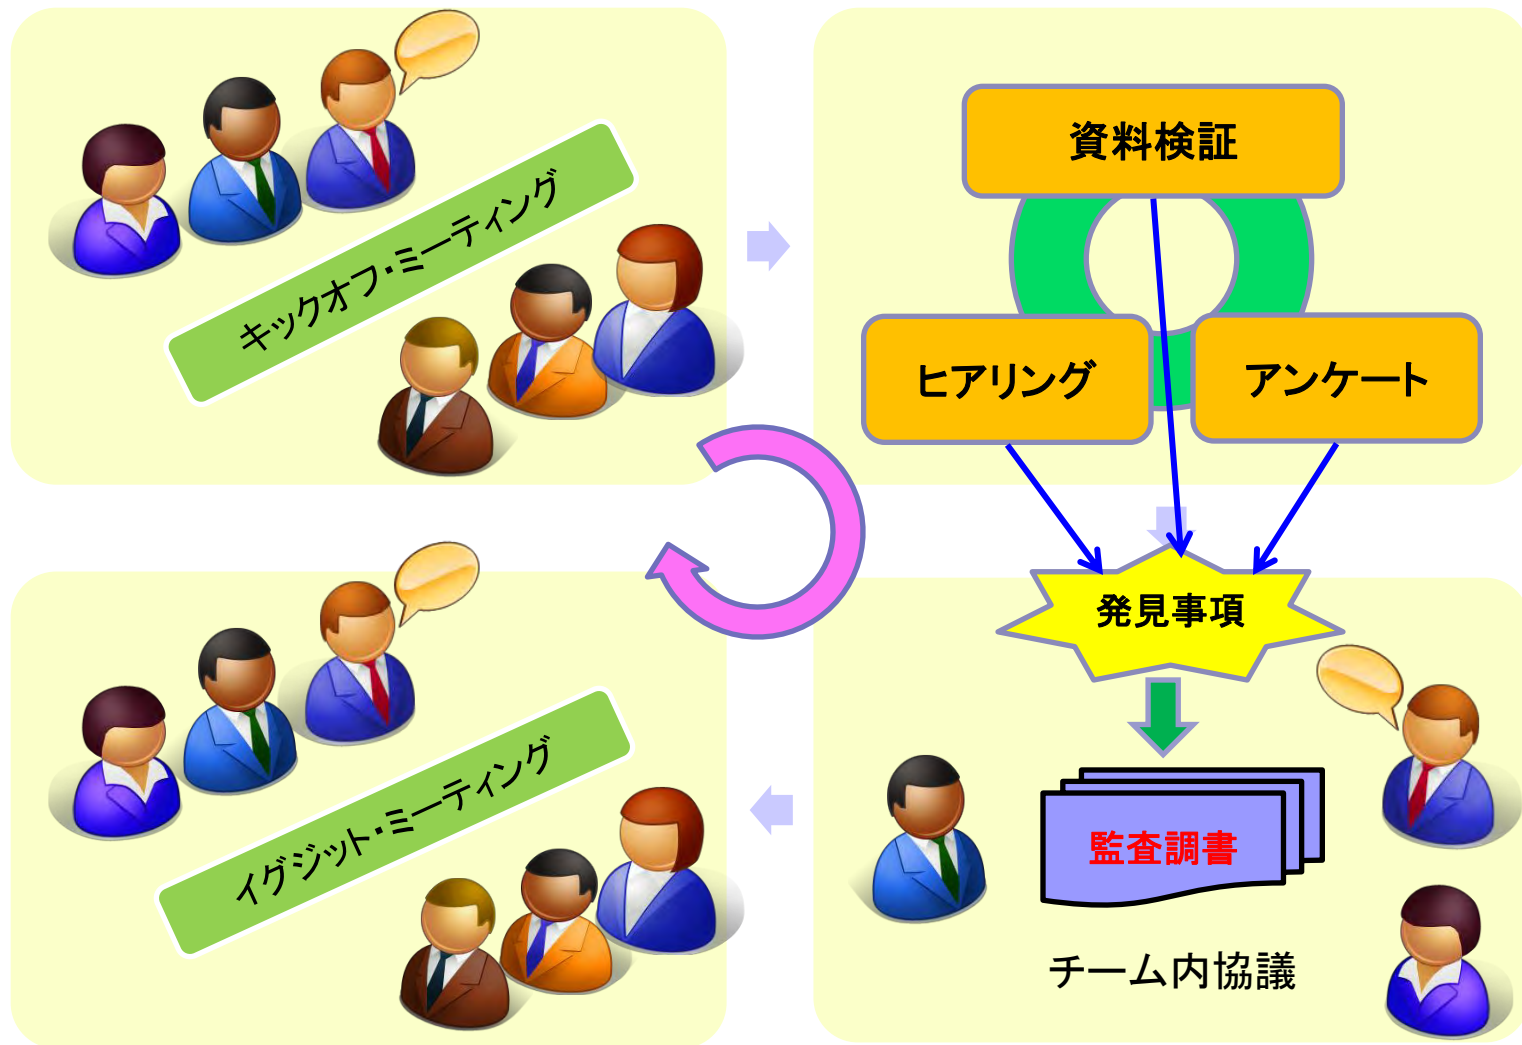 キックオフ・ミーティング
資料検証
ヒアリング
アンケート
発見事項
監査調書
チーム内協議
イグジット・ミーティング